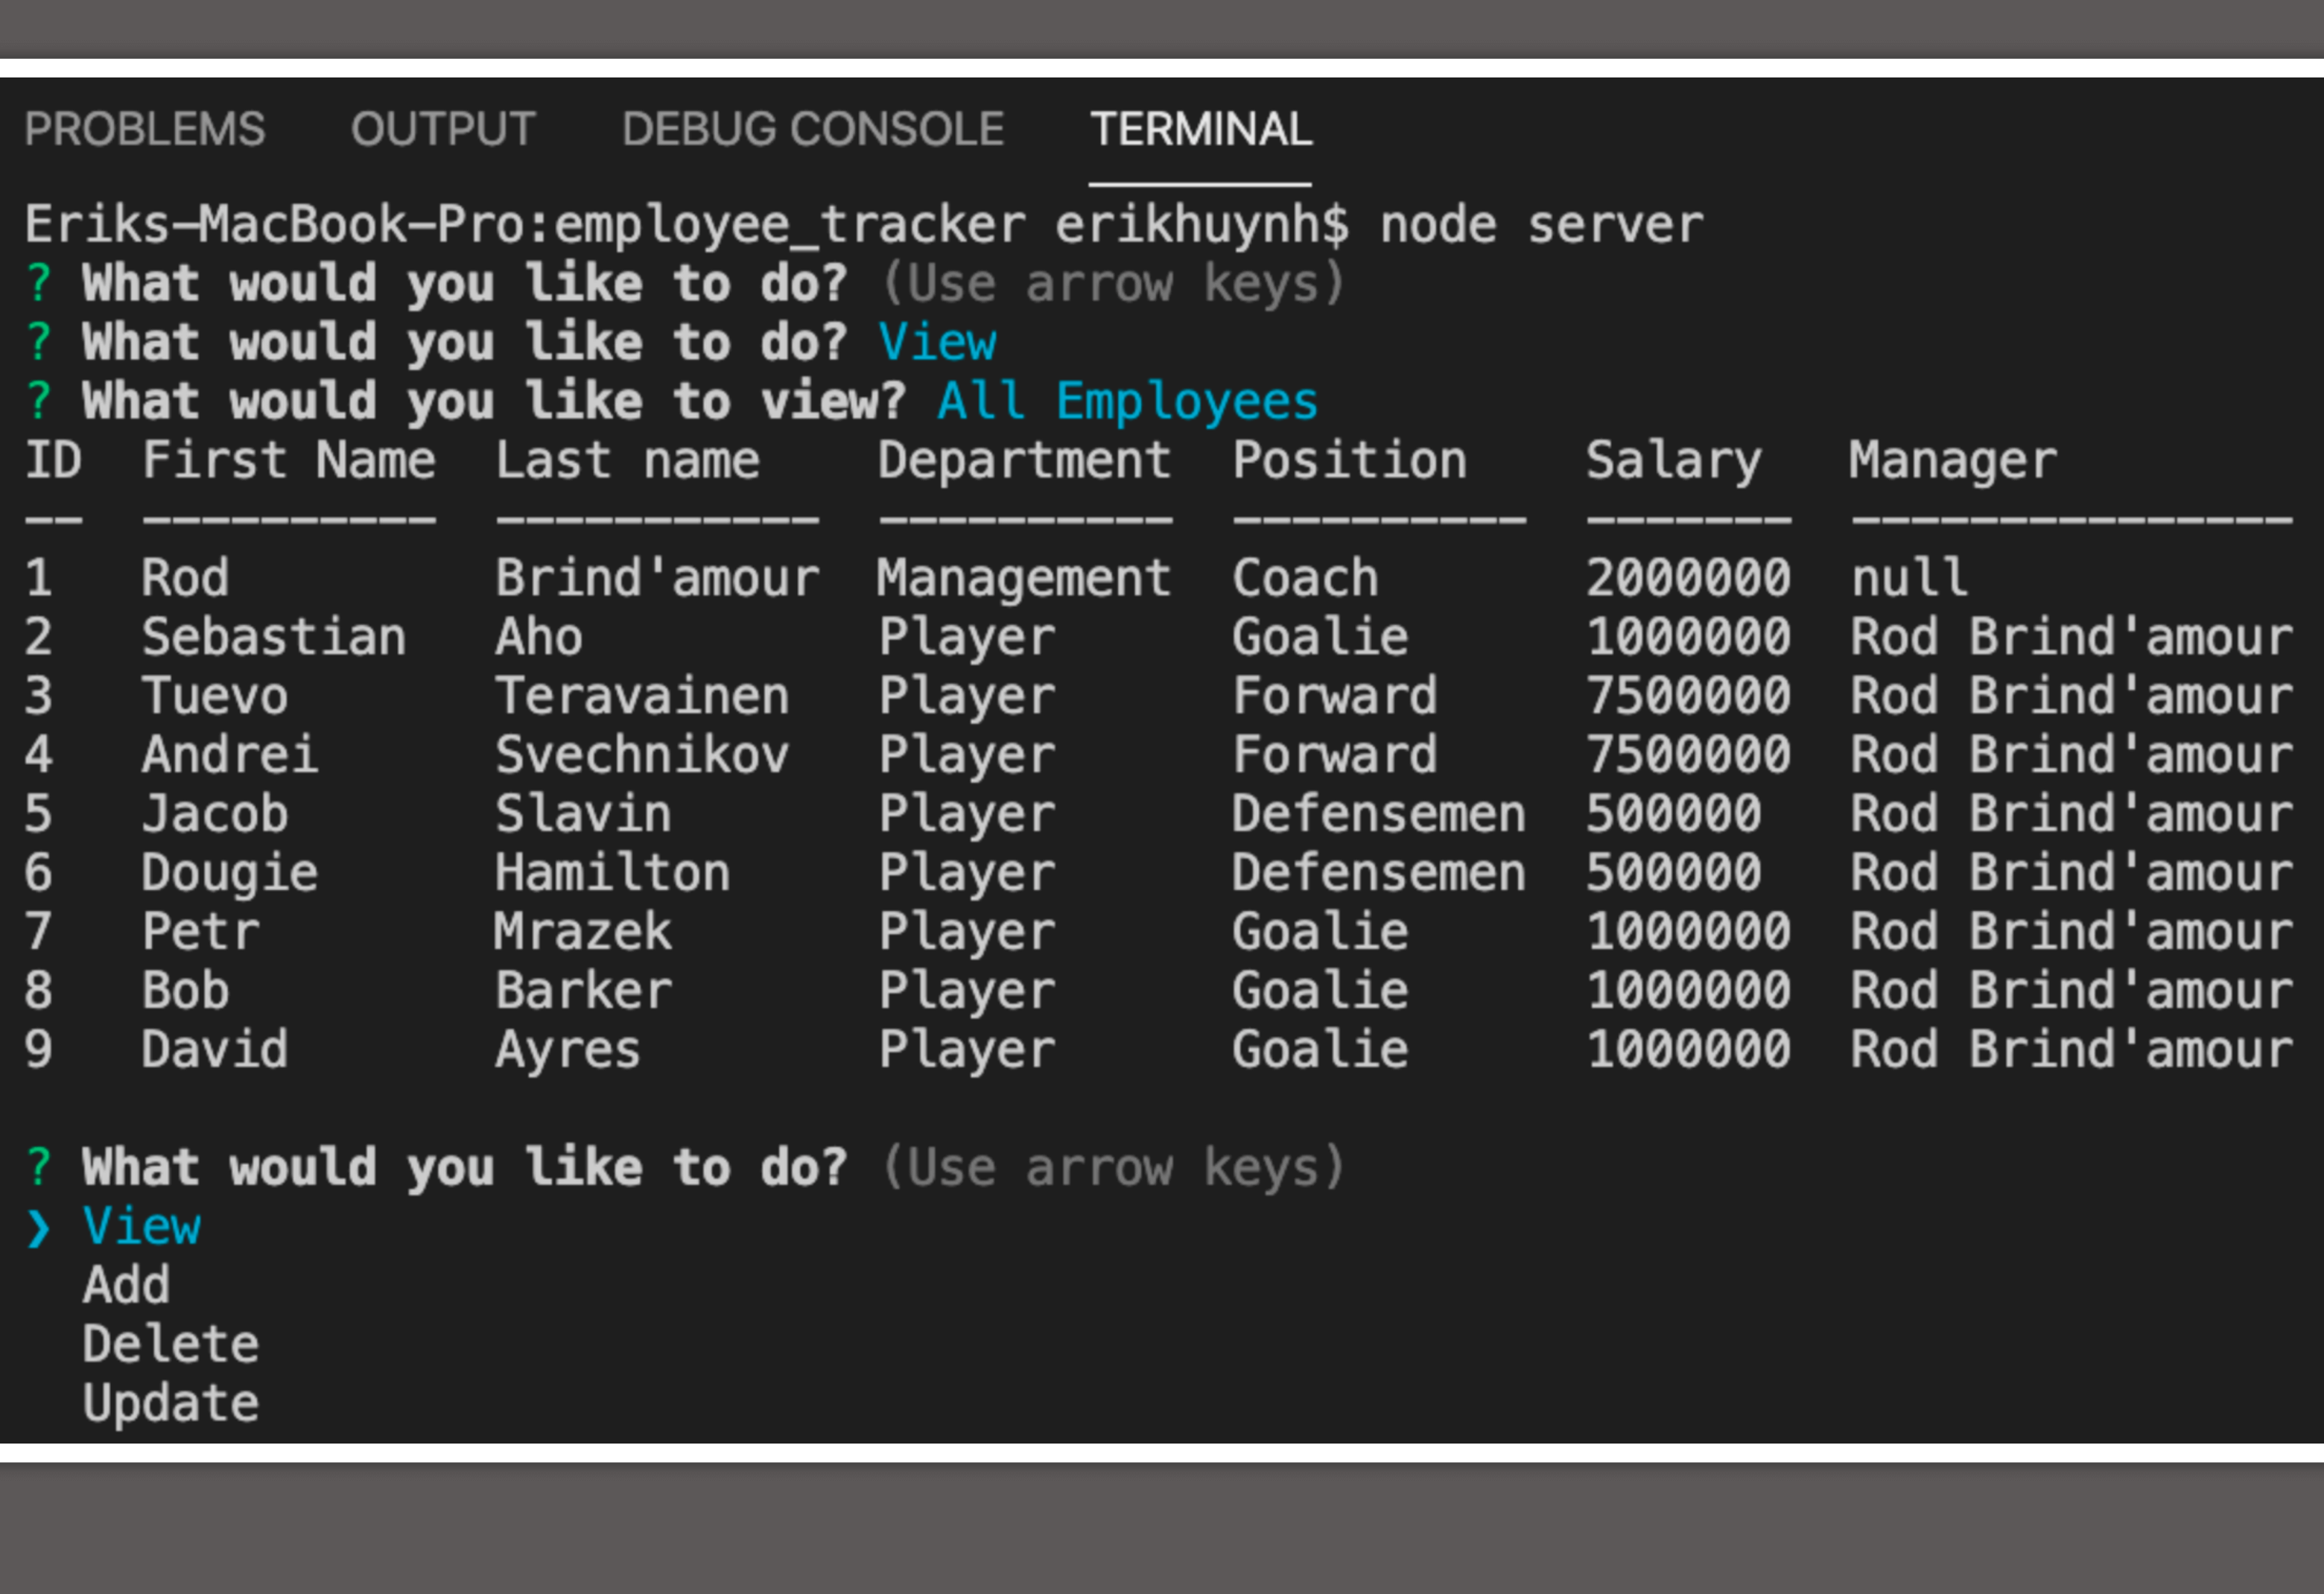 PROBLEMS OUTPUT DEBUG CONSOLE TERMINAL
Eriks-MacBook-Pro:employee_tracker erikhuynh$ node server
? What would you like to do? (Use arrow keys)
? What would you like to do? View
? What would you like to view? All Employees
ID First Name Last name Department Position Salary Manager
-- ---------- ----------- ---------- ---------- ------- ---------------
1 Rod Brind'amour Management Coach 2000000 null
2 Sebastian Aho Player Goalie 1000000 Rod Brind'amour
3 Tuevo Teravainen Player Forward 7500000 Rod Brind'amour
4 Andrei Svechnikov Player Forward 7500000 Rod Brind'amour
5 Jacob Slavin Player Defensemen 500000 Rod Brind'amour
6 Dougie Hamilton Player Defensemen 500000 Rod Brind'amour
7 Petr Mrazek Player Goalie 1000000 Rod Brind'amour
8 Bob Barker Player Goalie 1000000 Rod Brind'amour
9 David Ayres Player Goalie 1000000 Rod Brind'amour
? What would you like to do? (Use arrow keys)
❯ View
Add
Delete
Update